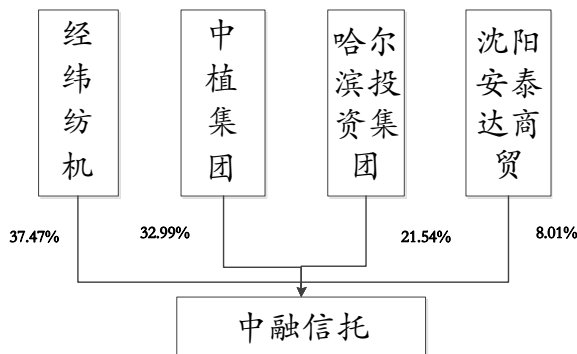 经纬纺机
中植集团
哈尔滨投资集团
沈阳安泰达商贸
37.47%
32.99%
21.54%
8.01%
中融信托